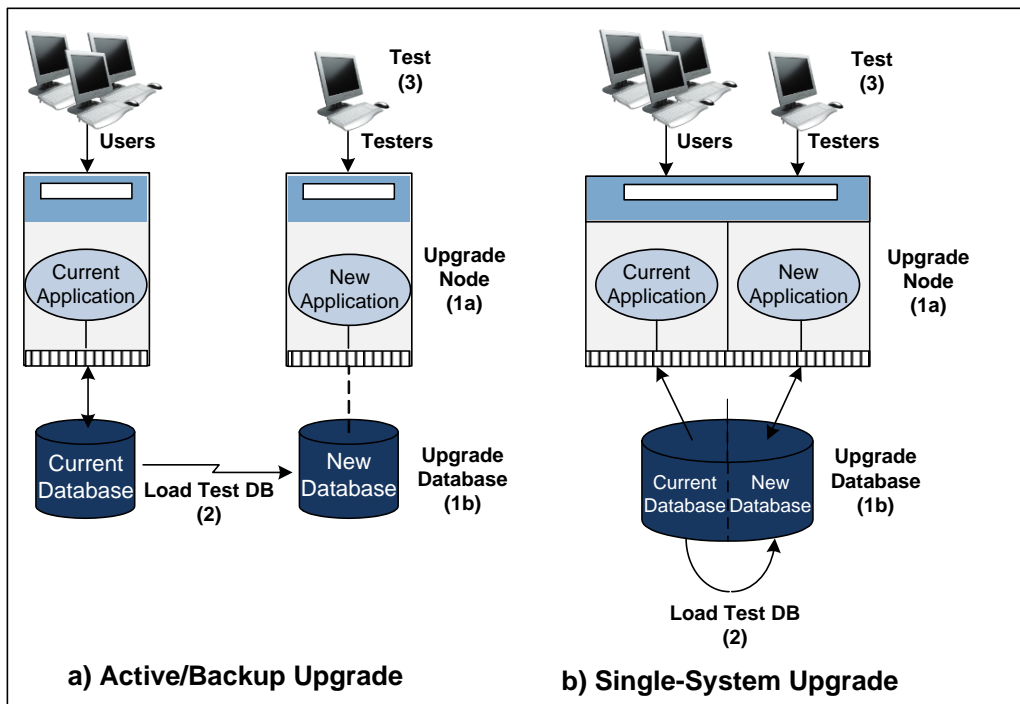 Users
Test
(3)
Testers
Current
Application
New
Application
Upgrade
Node
(1a)
Current
Database
Load Test DB
(2)
New
Database
Upgrade
Database
(1b)
a) Active/Backup Upgrade
Users
Test
(3)
Testers
Current
Application
New
Application
Upgrade
Node
(1a)
Current
Database
New
Database
Upgrade
Database
(1b)
Load Test DB
(2)
b) Single-System Upgrade